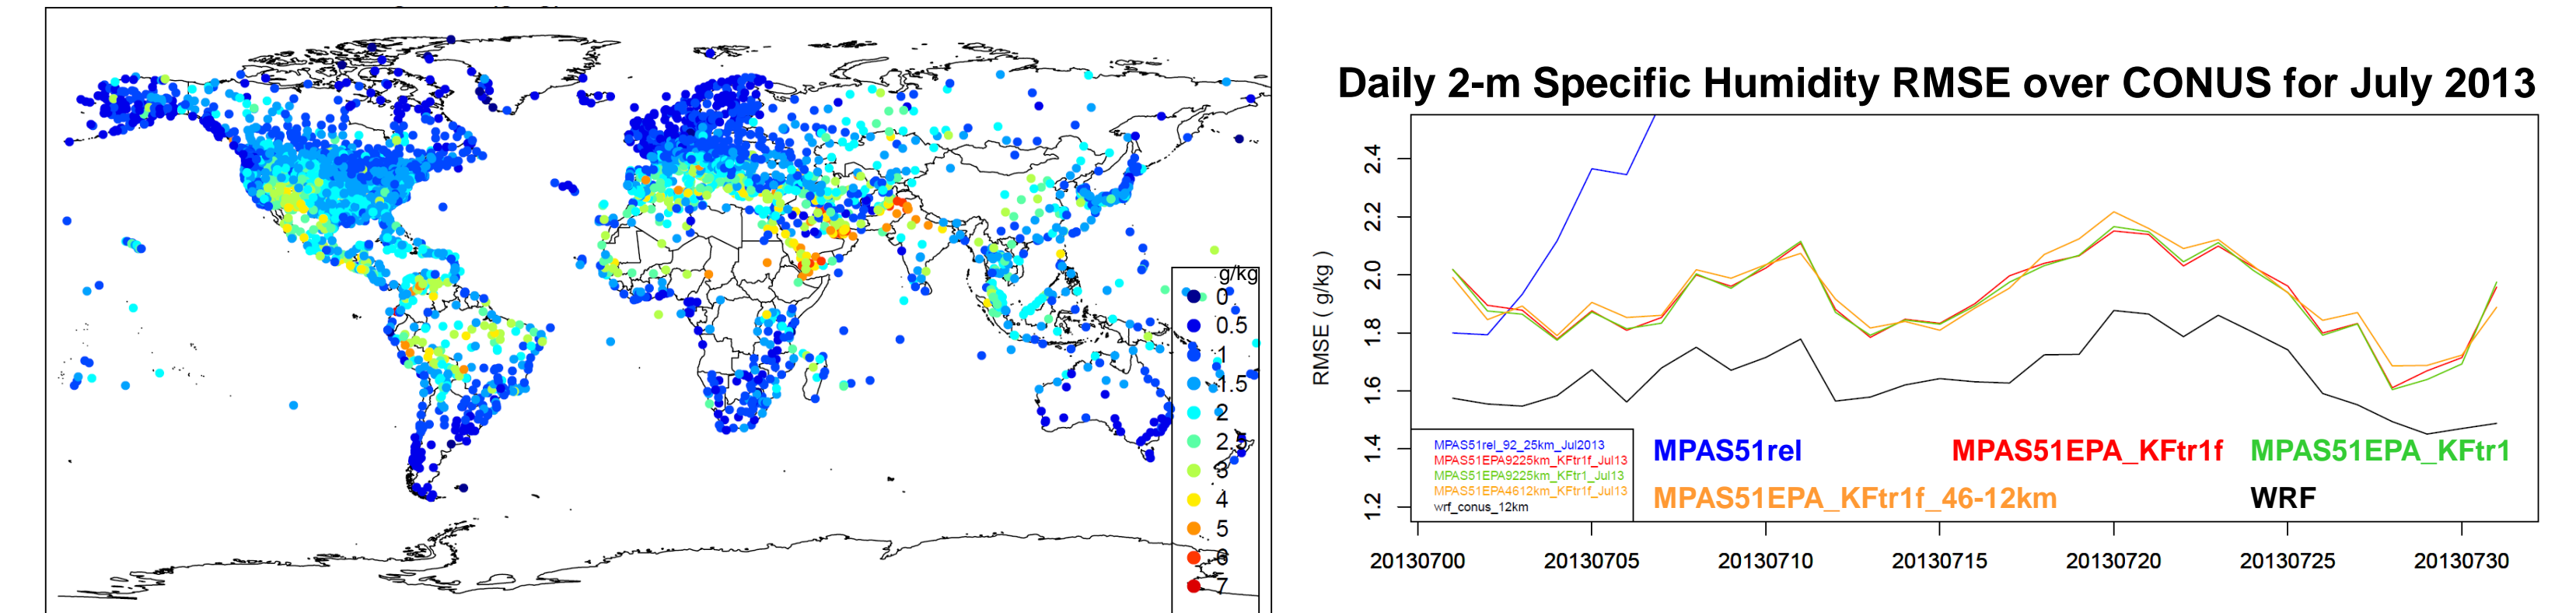 g/kg
0
0.5
1
1.5
2
2.5
3
4
5
6
7
Daily 2-m Specific Humidity RMSE over CONUS for July 2013
RMSE ( g/kg )
2.4
2.2
2.0
1.8
1.6
1.4
1.2
MPAS51rel_92_25km_Jul2013
MPAS51EPA9225km_KFtr1f_Jul13
MPAS51EPA9225km_KFtr1_Jul13
MPAS51EPA4612km_KFtr1f_Jul13
wrf_conus_12km
MPAS51rel MPAS51EPA_KFtr1f MPAS51EPA_KFtr1
MPAS51EPA_KFtr1f_46-12km WRF
20130700 20130705 20130710 20130715 20130720 20130725 20130730